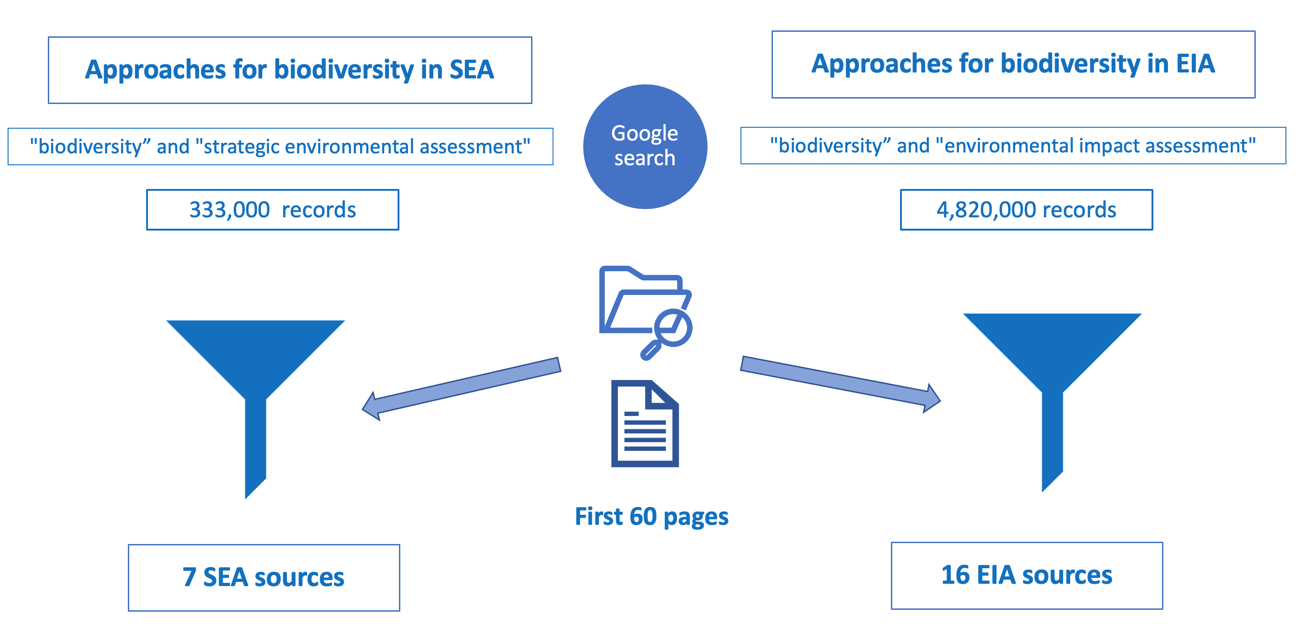 Approaches for biodiversity in SEA
"biodiversity” and "strategic environmental assessment"
333,000 records
Google
search
Approaches for biodiversity in EIA
"biodiversity” and "environmental impact assessment"
4,820,000 records
First 60 pages
7 SEA sources
16 EIA sources